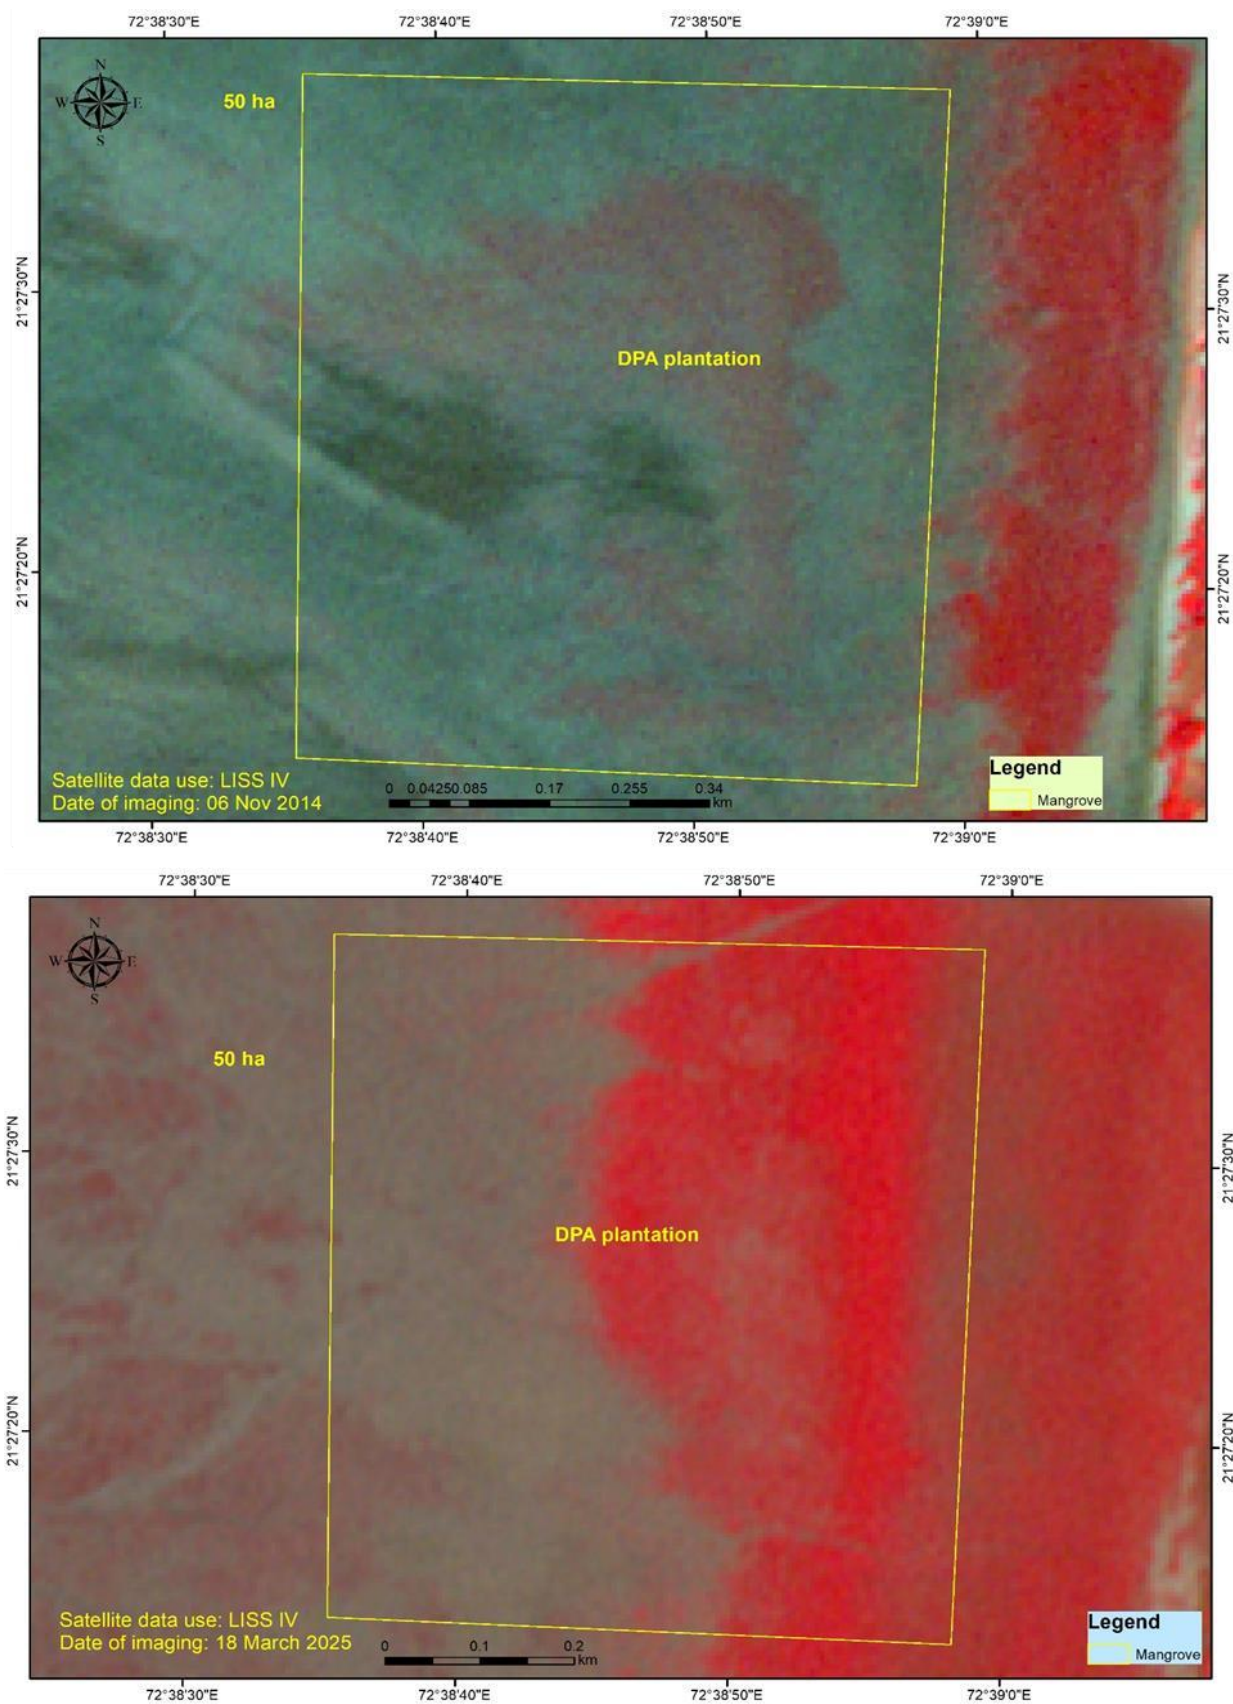 72°38'30"E 72°38'40"E 72°38'50"E 72°39'0"E
N
W E
S
50 ha
21°27'30"N
21°27'30"N
DPA plantation
21°27'20"N
21°27'20"N
Satellite data use: LISS IV
Date of imaging: 06 Nov 2014
0 0.04250.085 0.17 0.255 0.34
km
Legend
Mangrove
72°38'30"E 72°38'40"E 72°38'50"E 72°39'0"E
72°38'30"E 72°38'40"E 72°38'50"E 72°39'0"E
N
W E
S
50 ha
21°27'30"N
21°27'30"N
DPA plantation
21°27'20"N
21°27'20"N
Satellite data use: LISS IV
Date of imaging: 18 March 2025
0 0.1 0.2
km
Legend
Mangrove
72°38'30"E 72°38'40"E 72°38'50"E 72°39'0"E